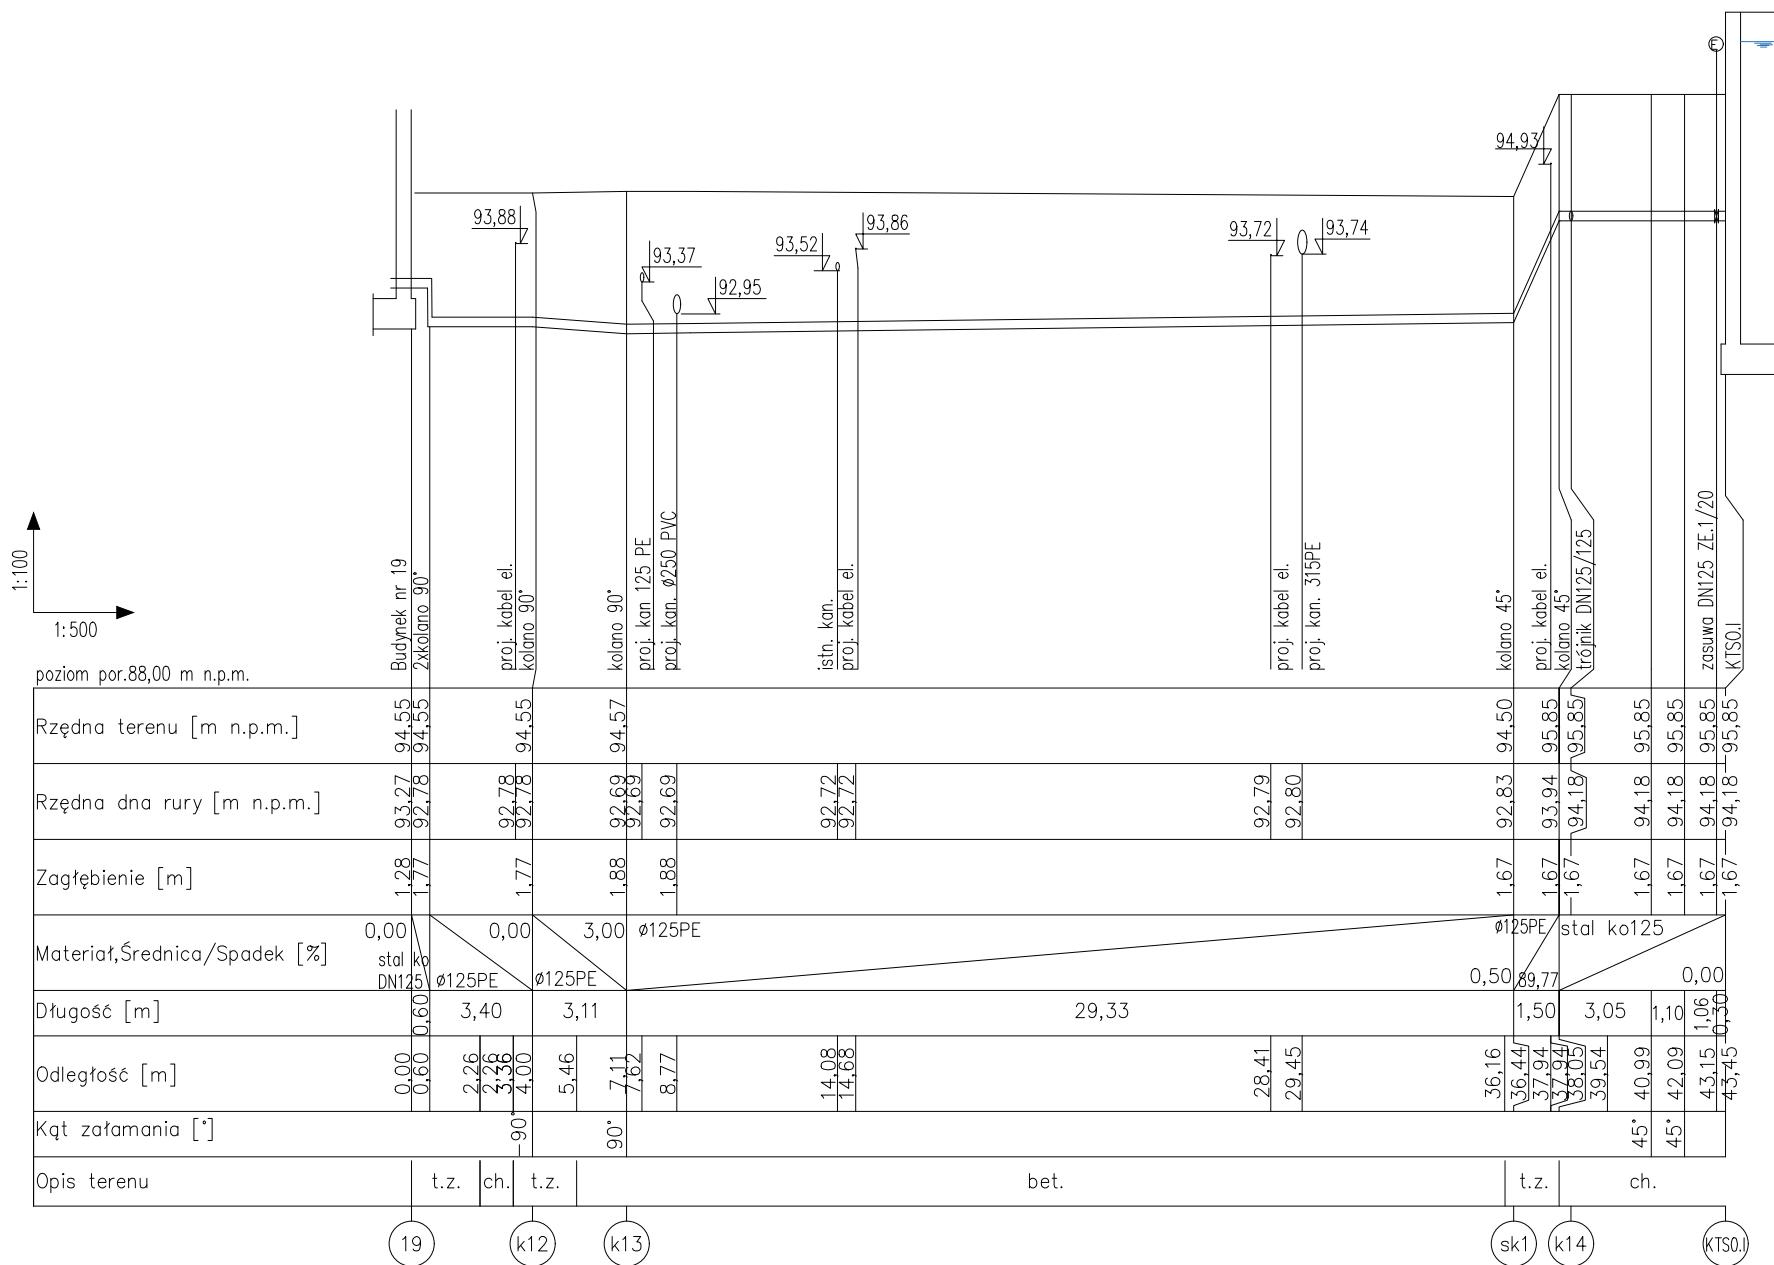 E
94,93
93,88
93,37
92,95
93,52
93,86
93,72
93,74
1:100
1:500
Budynek nr 19
2xkolano 90°
proj. kabel el.
kolano 90°
kolano 90°
proj. kan 125 PE
proj. kan. ø250 PVC
istn. kan.
proj. kabel el.
proj. kabel el.
proj. kan. 315PE
kolano 45°
proj. kabel el.
kolano 45°
trójnik DN125/125
zasuwa DN125 ZE.1/20
KTSO.I
poziom por.88,00 m n.p.m.
Rzędna terenu [m n.p.m.]
94,55 94,55 94,55 94,57 94,50 95,85 95,85 95,85 95,85 95,85 95,85
Rzędna dna rury [m n.p.m.]
93,27 92,78 92,78 92,78 92,69 92,69 92,69 92,72 92,72 92,79 92,80 92,83 93,94 94,18 94,18 94,18 94,18 94,18
Zagłębienie [m]
1,28 1,77 1,77 1,88 1,88 1,67 1,67 1,67 1,67 1,67 1,67 1,67
Materiał,Średnica/Spadek [%]
0,00 stal ko DN125
0,00 ø125PE
3,00 ø125PE
ø125PE 0,50
ø125PE 89,77
stal ko125 0,00
Długość [m]
0,60 3,40 3,11 29,33 1,50 3,05 1,10 1,06 0,30
Odległość [m]
0,00 0,60 2,26 2,26 3,36 3,36 4,00 5,46 7,11 7,62 8,77 14,08 14,68 28,41 29,45 36,16 36,44 37,94 37,94 38,05 39,54 40,99 42,09 43,15 43,45
Kąt załamania [°]
-90° 90° 45° 45°
Opis terenu
t.z. ch. t.z. bet. t.z. ch.
19 k12 k13 sk1 k14 KTSO.I